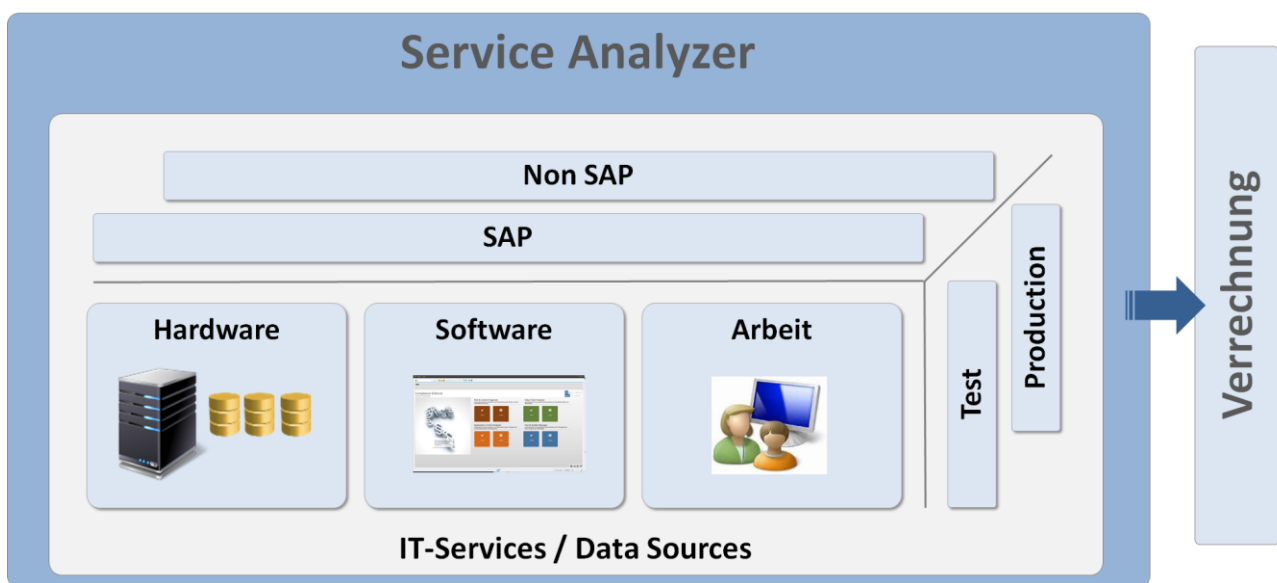 Service Analyzer
Non SAP
SAP
Hardware
Software
Arbeit
Test
Production
IT-Services / Data Sources
Verrechnung